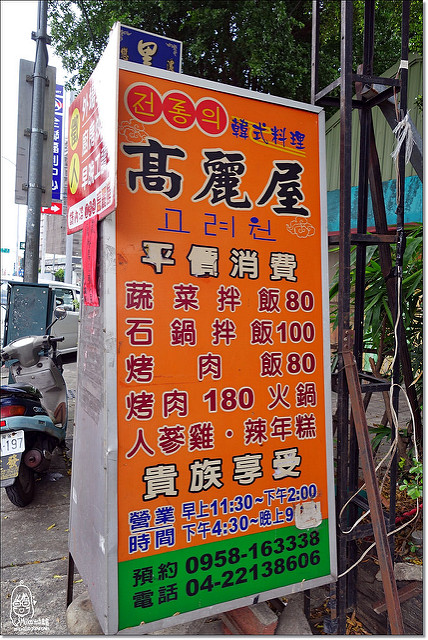 전통의
韓式料理
高麗屋
고려원
平價消費
蔬菜拌飯80
石鍋拌飯100
烤肉飯80
烤肉180火鍋
人蔘雞·辣年糕
貴族享受
營業時間
早上11:30~下午2:00
下午4:30~晚上9
預約電話
0958-163338
04-22138606
-197